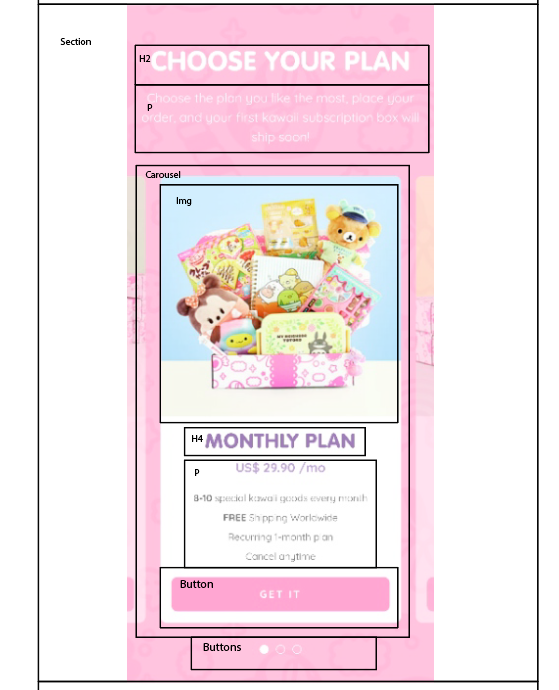 Section
H2
CHOOSE YOUR PLAN
P
Choose the plan you like the most, place your
order, and your first kawaii subscription box will
ship soon!
Carousel
Img
H4
MONTHLY PLAN
P
US$ 29.90 /mo
8-10 special kawaii goods every month
FREE Shipping Worldwide
Recurring 1-month plan
Cancel anytime
Button
GET IT
Buttons